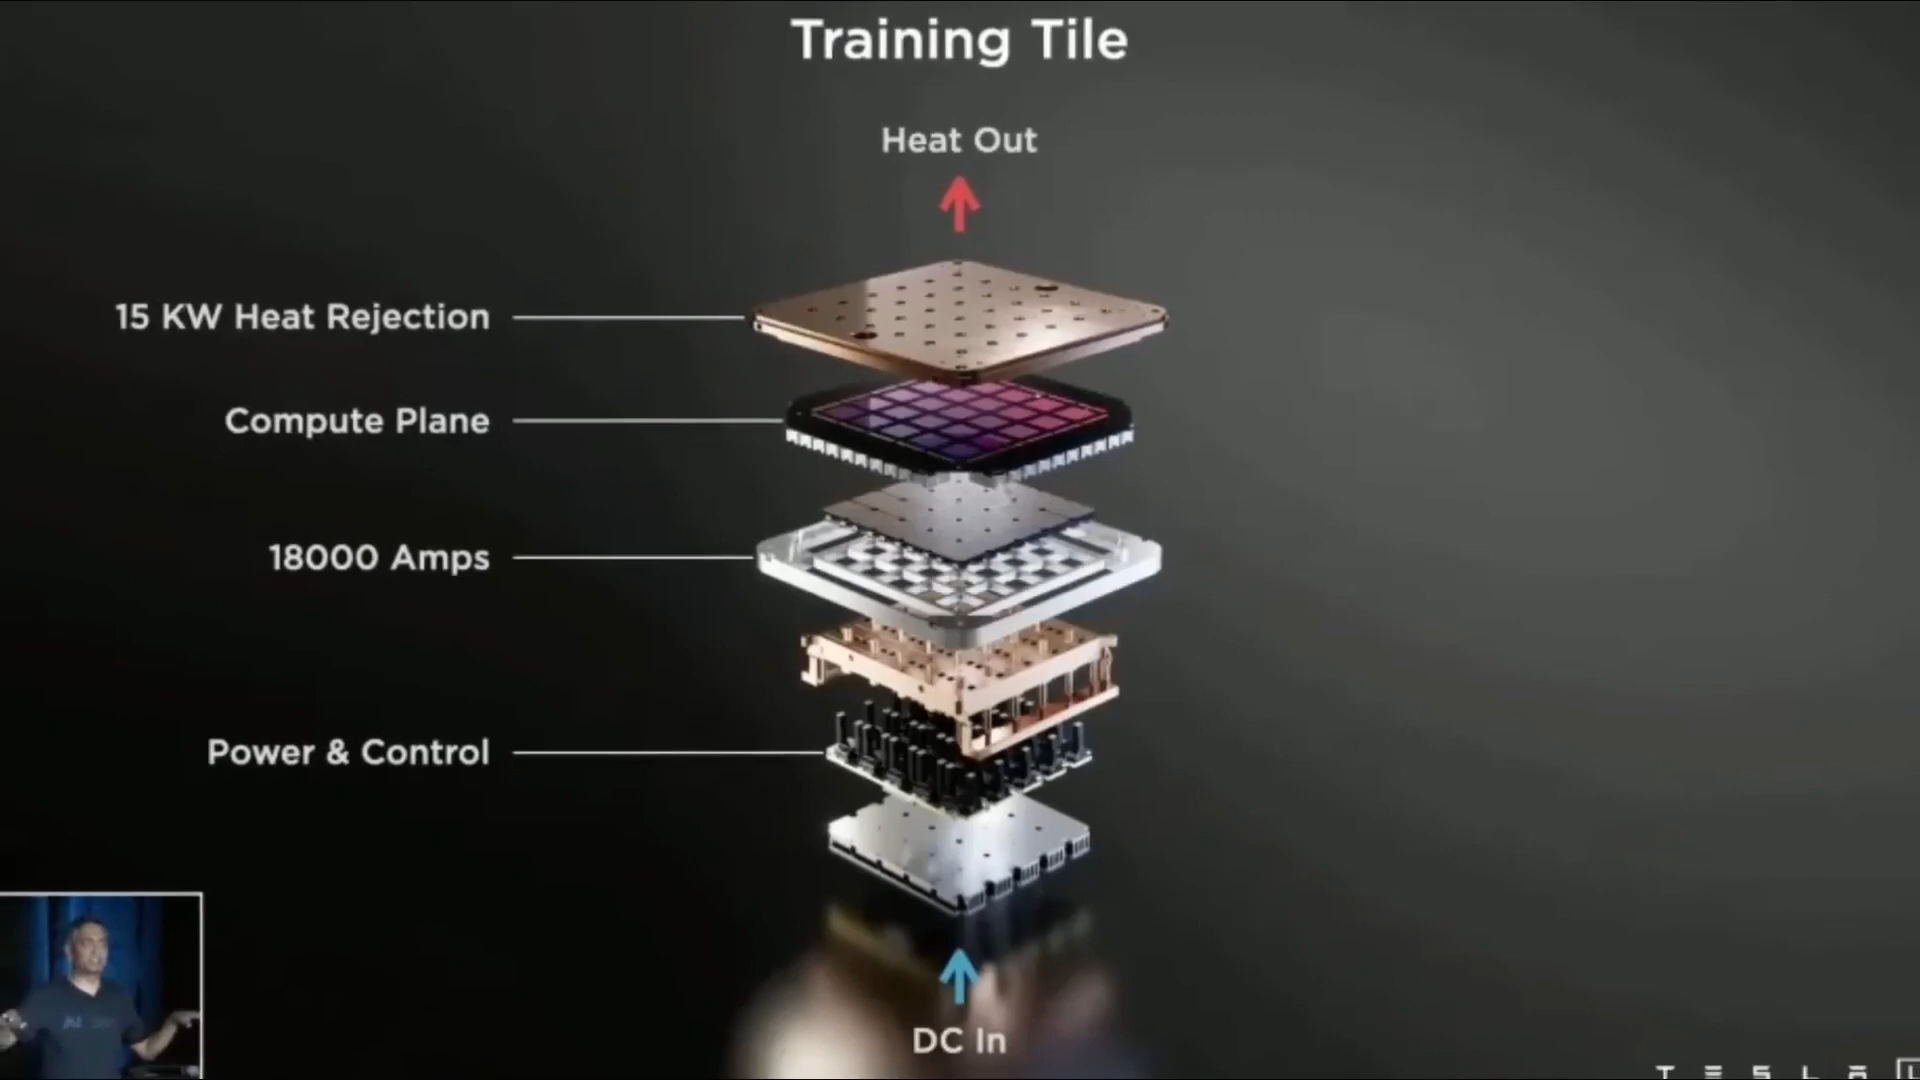 Training Tile
Heat Out
15 KW Heat Rejection
Compute Plane
18000 Amps
Power & Control
DC In
TESLA